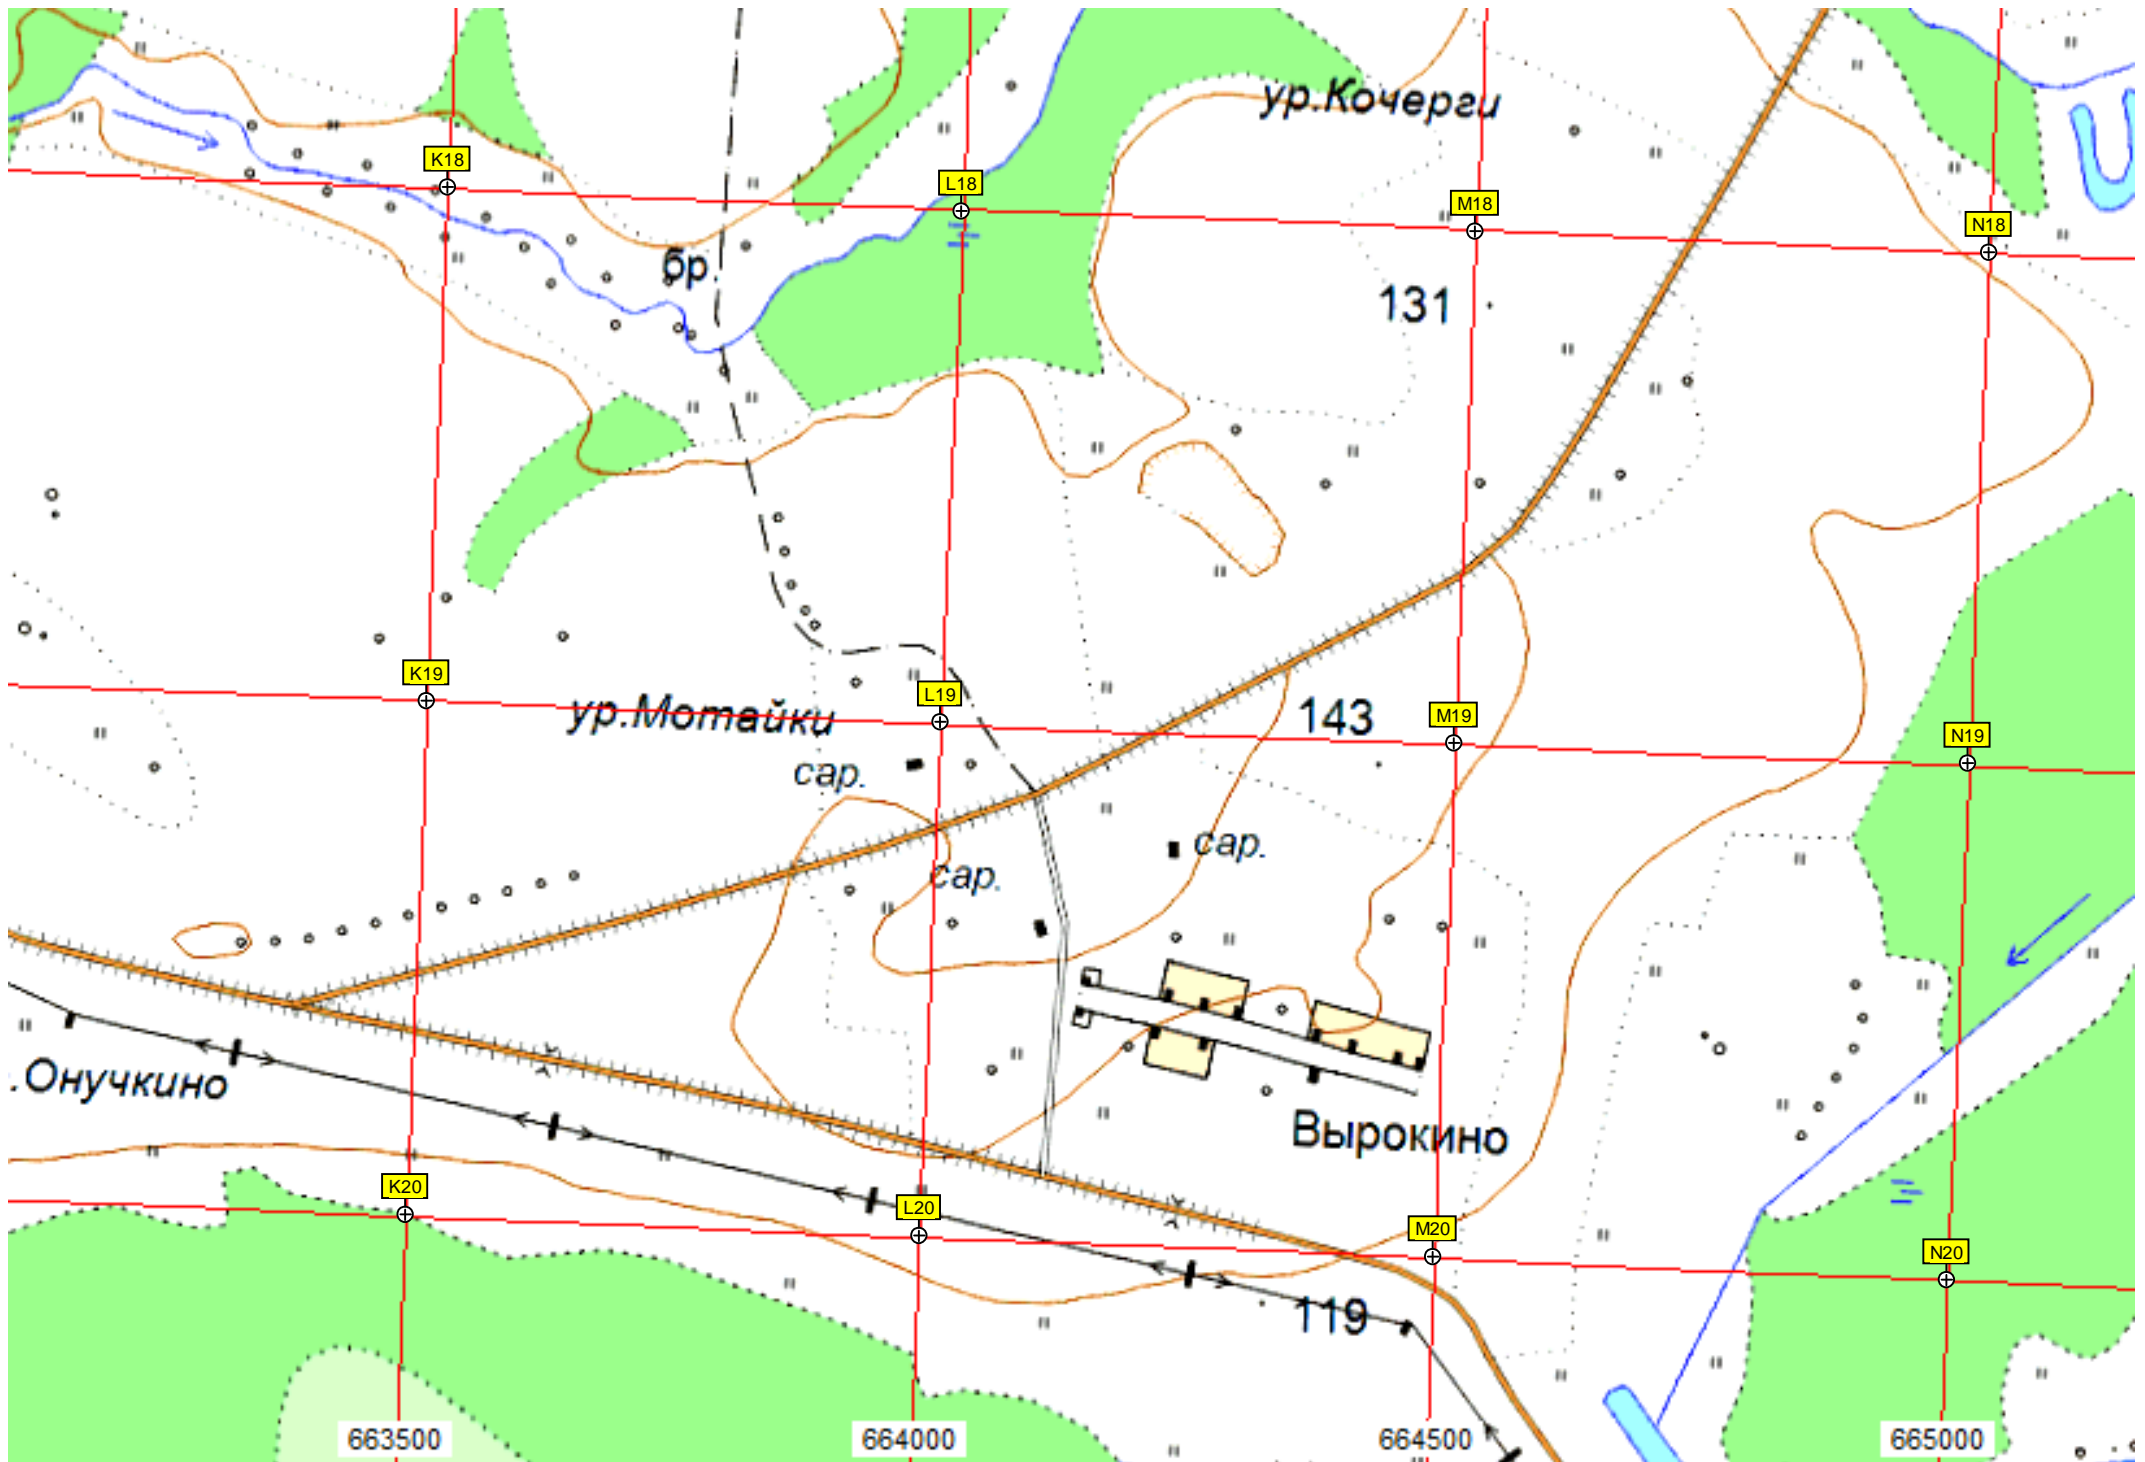 ур.Кочерги
K18
L18
M18
N18
бр.
131
K19
L19
M19
N19
ур.Мотайки
143
сар.
сар.
сар.
.Онучкино
Вырокино
K20
L20
M20
N20
119
663500
664000
664500
665000